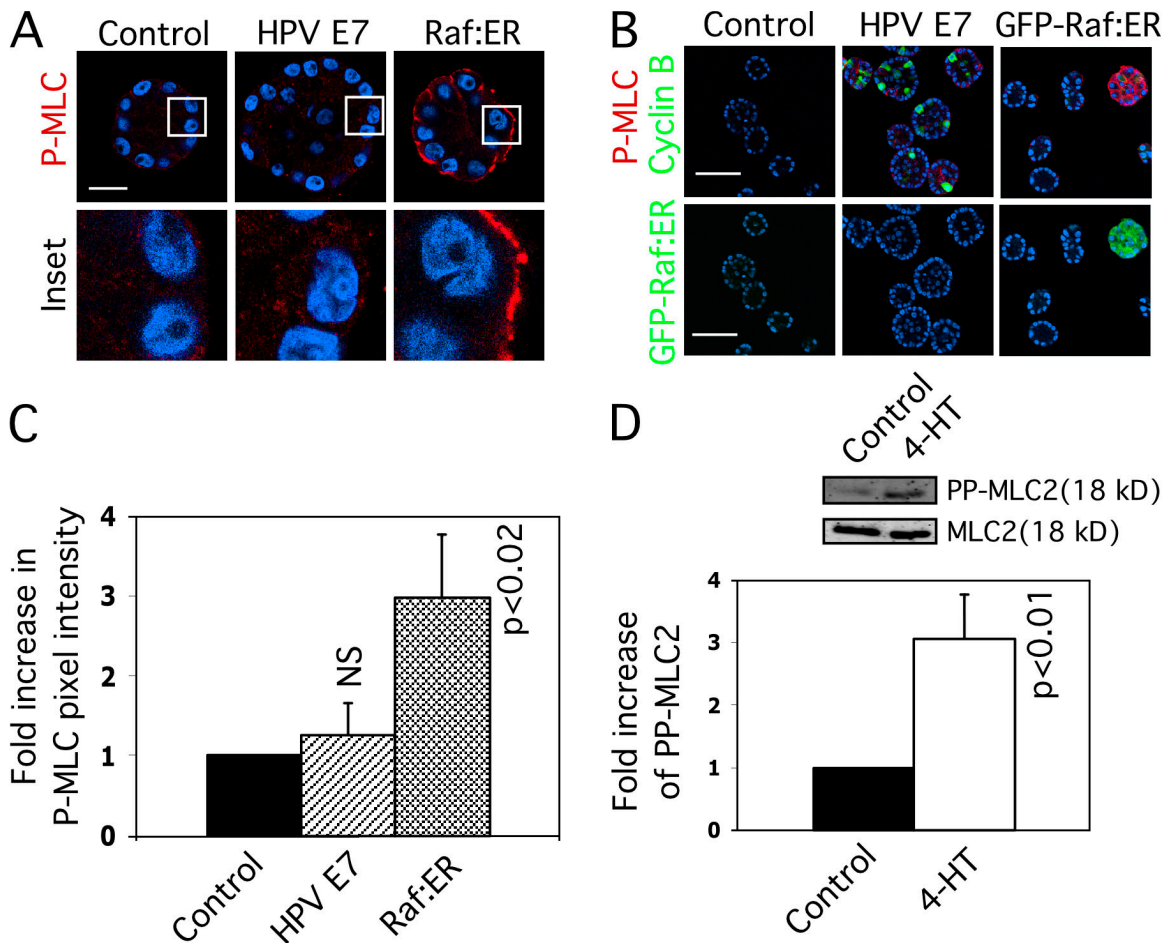 A
Control
HPV E7
Raf:ER
P-MLC
Inset
B
Control
HPV E7
GFP-Raf:ER
P-MLC
Cyclin B
GFP-Raf:ER
C
Fold increase in
P-MLC pixel intensity
4
3
2
1
0
NS
p<0.02
Control
HPV E7
Raf:ER
D
Control
4-HT
PP-MLC2(18 kD)
MLC2(18 kD)
Fold increase
of PP-MLC2
4
3
2
1
0
p<0.01
Control
4-HT